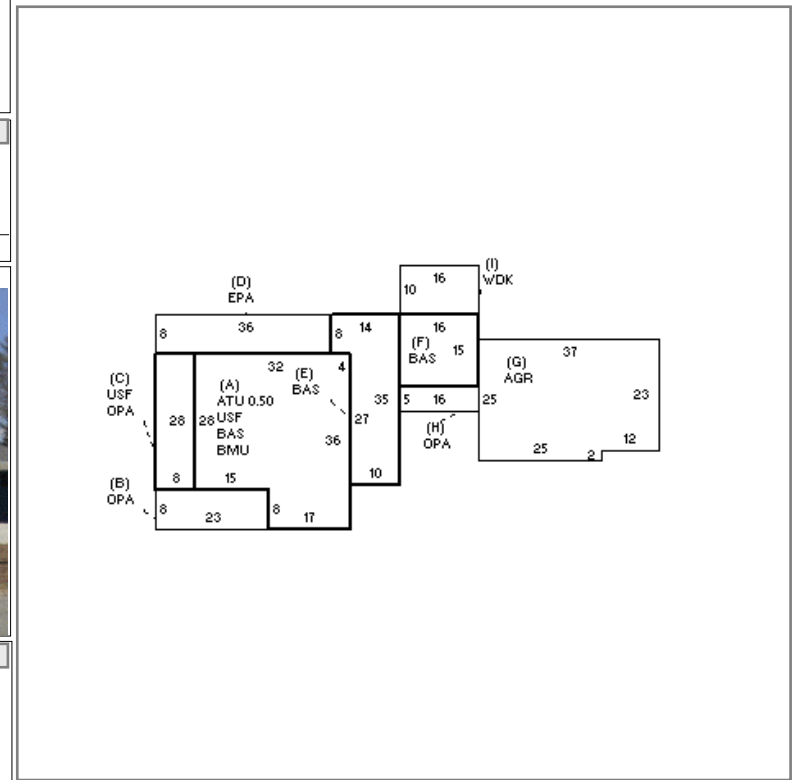 (I)
WDK
16
10
(D)
EPA
8
36
8
14
16
(F)
BAS
15
37
(G)
AGR
23
12
25
25
2
32
(E)
BAS
4
(A)
ATU 0.50
USF
BAS
BMU
35
27
36
10
5
16
(H)
OPA
(C)
USF
OPA
28
28
8
15
(B)
OPA
8
23
8
17